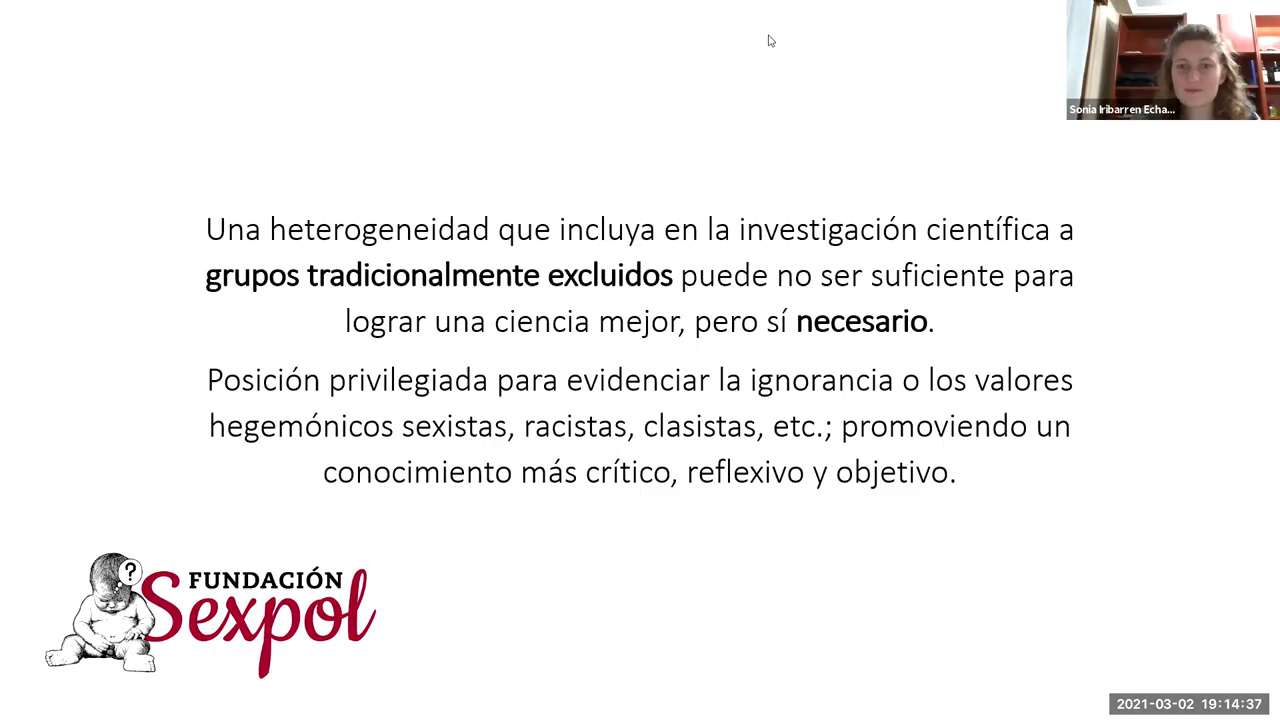 Sonia Iribarren Echa...
Una heterogeneidad que incluya en la investigación científica a
grupos tradicionalmente excluidos puede no ser suficiente para
lograr una ciencia mejor, pero sí necesario.
Posición privilegiada para evidenciar la ignorancia o los valores
hegemónicos sexistas, racistas, clasistas, etc.; promoviendo un
conocimiento más crítico, reflexivo y objetivo.
?
FUNDACIÓN
Sexpol
2021-03-02 19:14:37